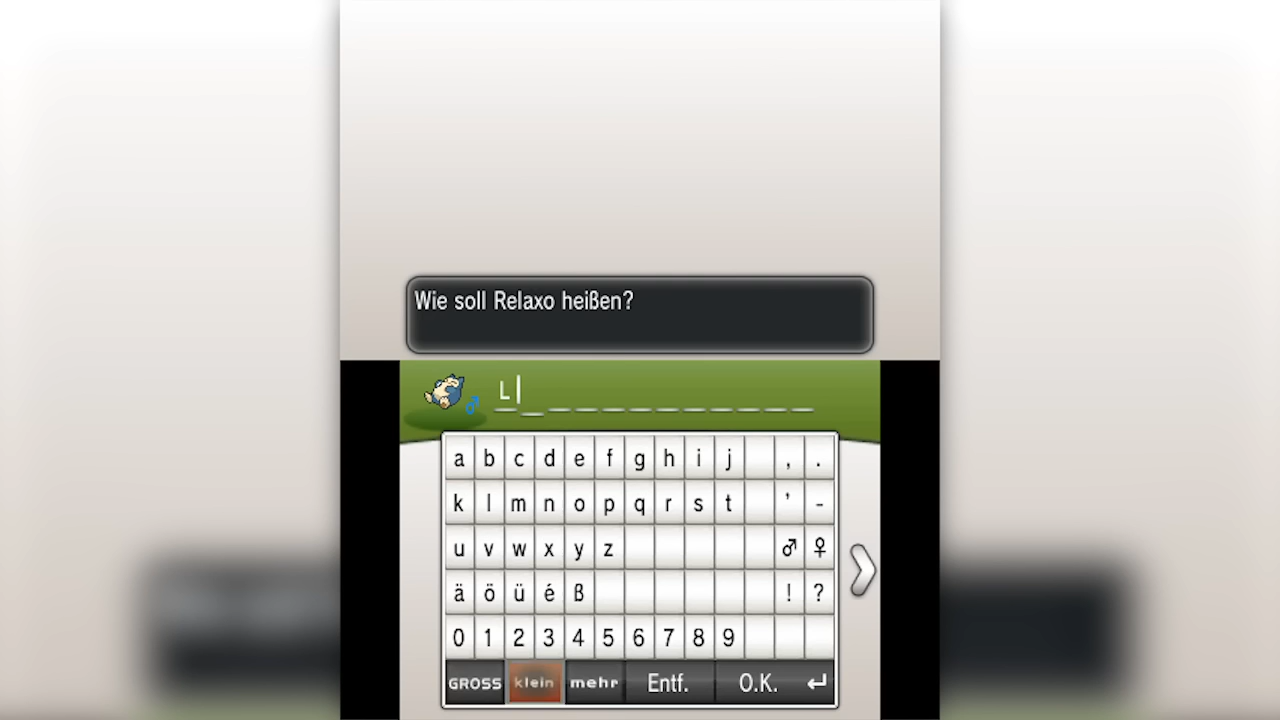 Wie soll Relaxo heißen?
♂ L
a b c d e f g h i j , .
k l m n o p q r s t ' -
u v w x y z ♂ ♀
ä ö ü é ß ! ?
0 1 2 3 4 5 6 7 8 9
GROSS klein mehr Entf. O.K.